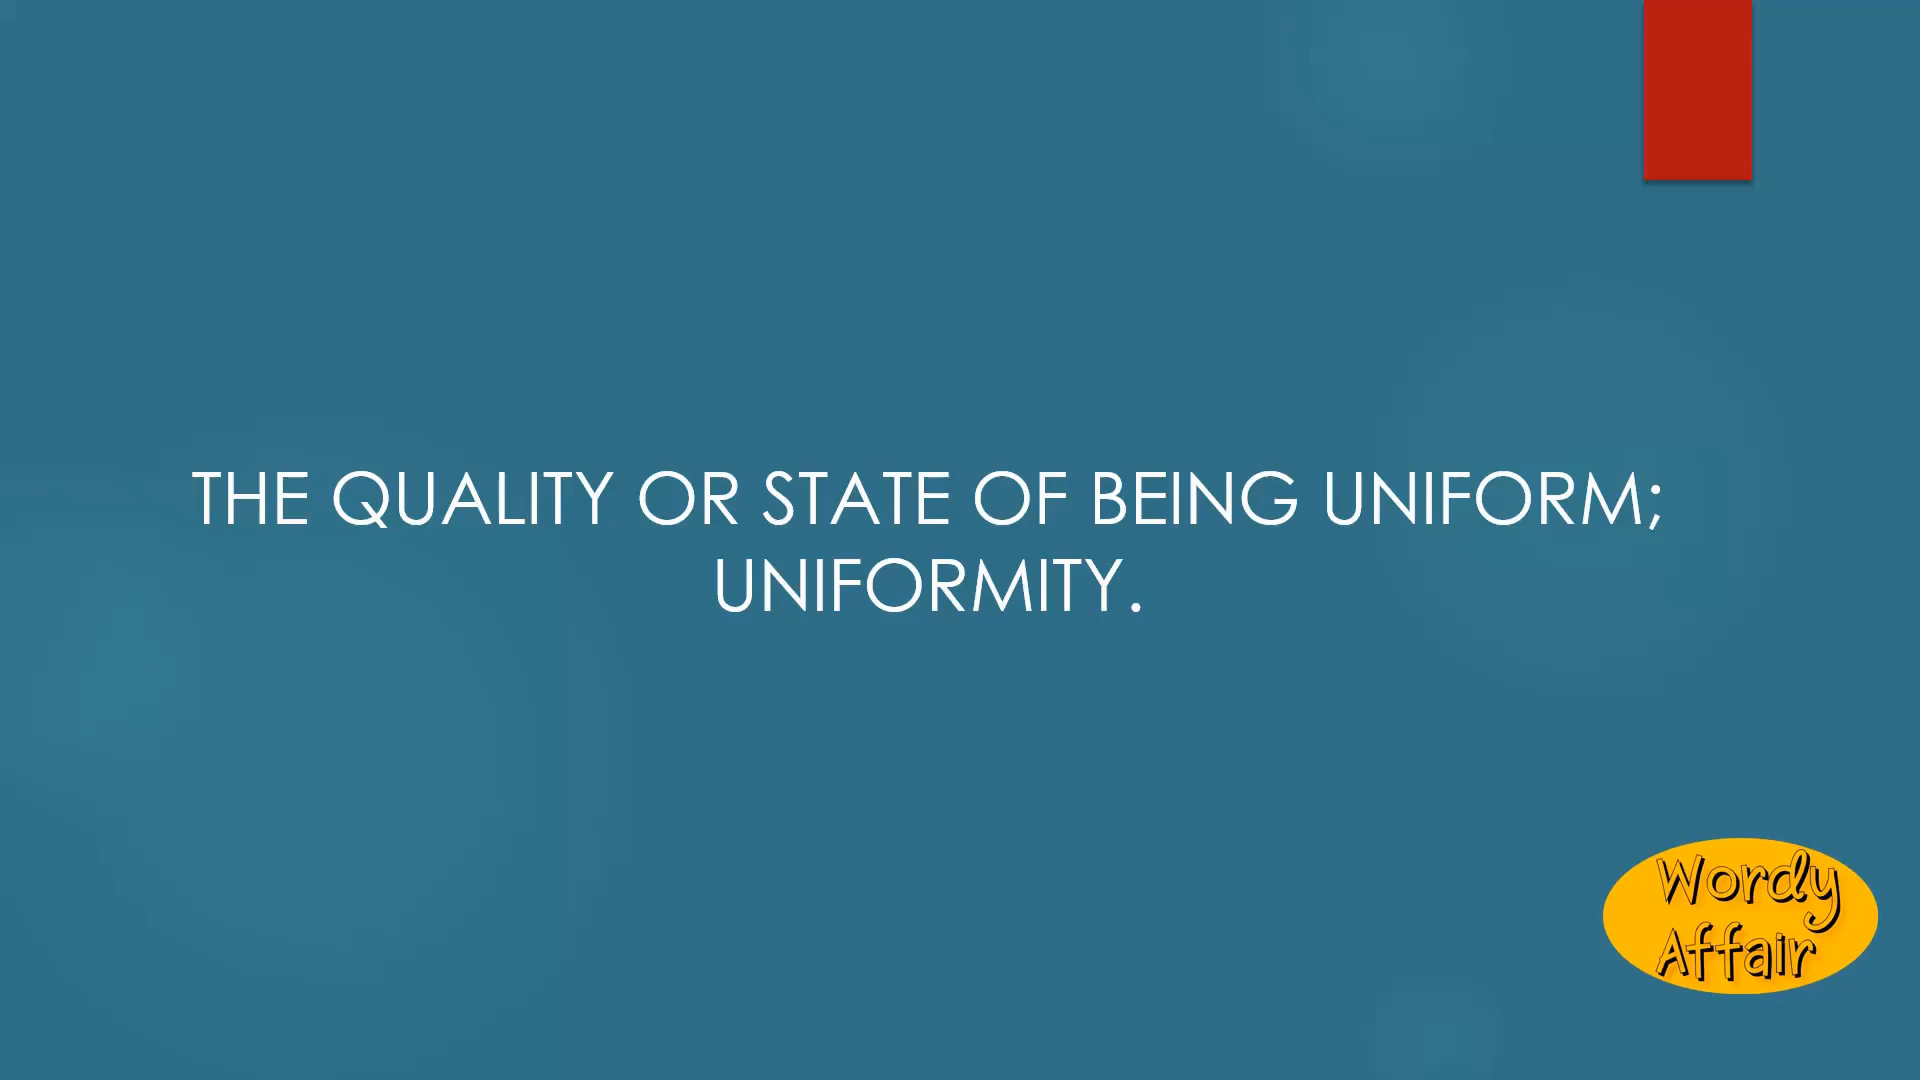 THE QUALITY OR STATE OF BEING UNIFORM;
UNIFORMITY.
Wordy
Affair